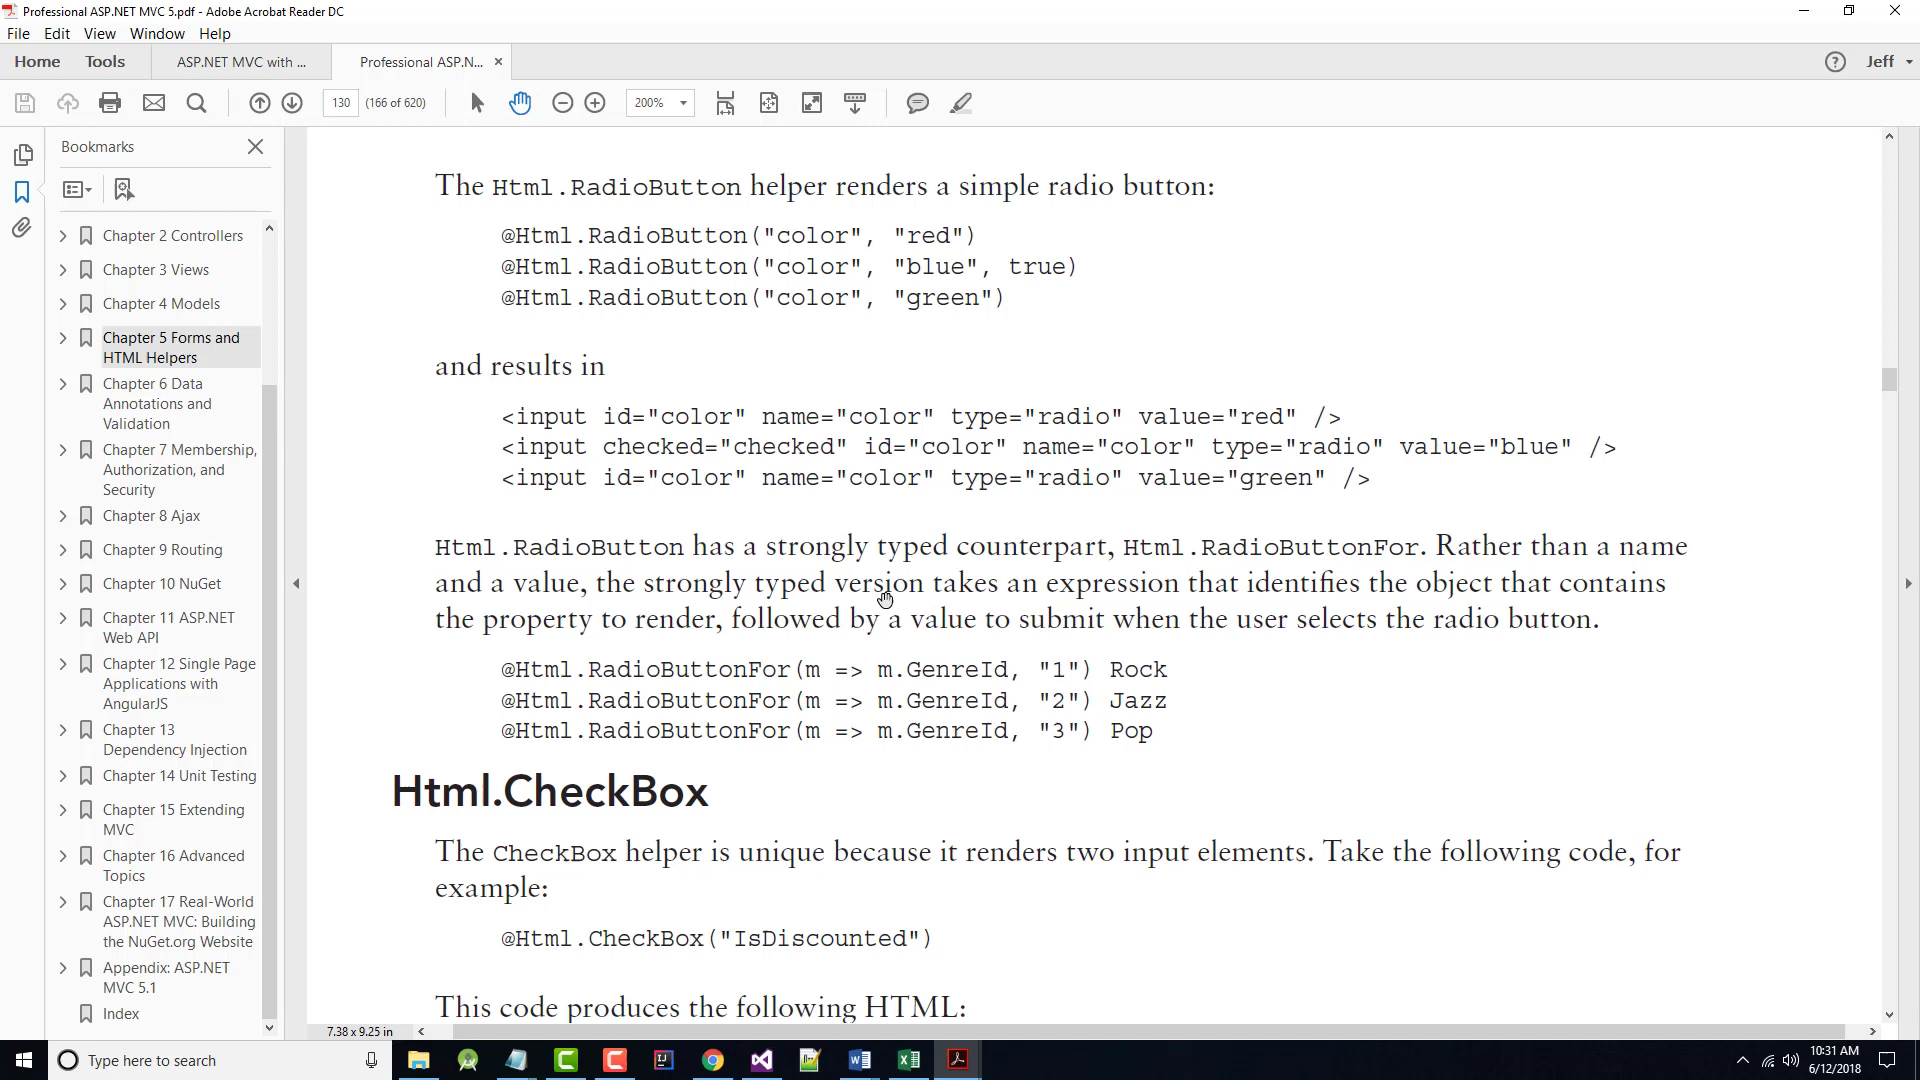 Professional ASP.NET MVC 5.pdf - Adobe Acrobat Reader DC
File Edit View Window Help
Home Tools ASP.NET MVC with ... Professional ASP.N... Jeff
130 (166 of 620) 200%
Bookmarks
Chapter 2 Controllers
Chapter 3 Views
Chapter 4 Models
Chapter 5 Forms and
HTML Helpers
Chapter 6 Data
Annotations and
Validation
Chapter 7 Membership,
Authorization, and
Security
Chapter 8 Ajax
Chapter 9 Routing
Chapter 10 NuGet
Chapter 11 ASP.NET
Web API
Chapter 12 Single Page
Applications with
AngularJS
Chapter 13
Dependency Injection
Chapter 14 Unit Testing
Chapter 15 Extending
MVC
Chapter 16 Advanced
Topics
Chapter 17 Real-World
ASP.NET MVC: Building
the NuGet.org Website
Appendix: ASP.NET
MVC 5.1
Index
The Html.RadioButton helper renders a simple radio button:
@Html.RadioButton("color", "red")
@Html.RadioButton("color", "blue", true)
@Html.RadioButton("color", "green")
and results in
<input id="color" name="color" type="radio" value="red" />
<input checked="checked" id="color" name="color" type="radio" value="blue" />
<input id="color" name="color" type="radio" value="green" />
Html.RadioButton has a strongly typed counterpart, Html.RadioButtonFor. Rather than a name
and a value, the strongly typed version takes an expression that identifies the object that contains
the property to render, followed by a value to submit when the user selects the radio button.
@Html.RadioButtonFor(m => m.GenreId, "1") Rock
@Html.RadioButtonFor(m => m.GenreId, "2") Jazz
@Html.RadioButtonFor(m => m.GenreId, "3") Pop
Html.CheckBox
The CheckBox helper is unique because it renders two input elements. Take the following code, for
example:
@Html.CheckBox("IsDiscounted")
This code produces the following HTML:
7.38 x 9.25 in
Type here to search
10:31 AM
6/12/2018